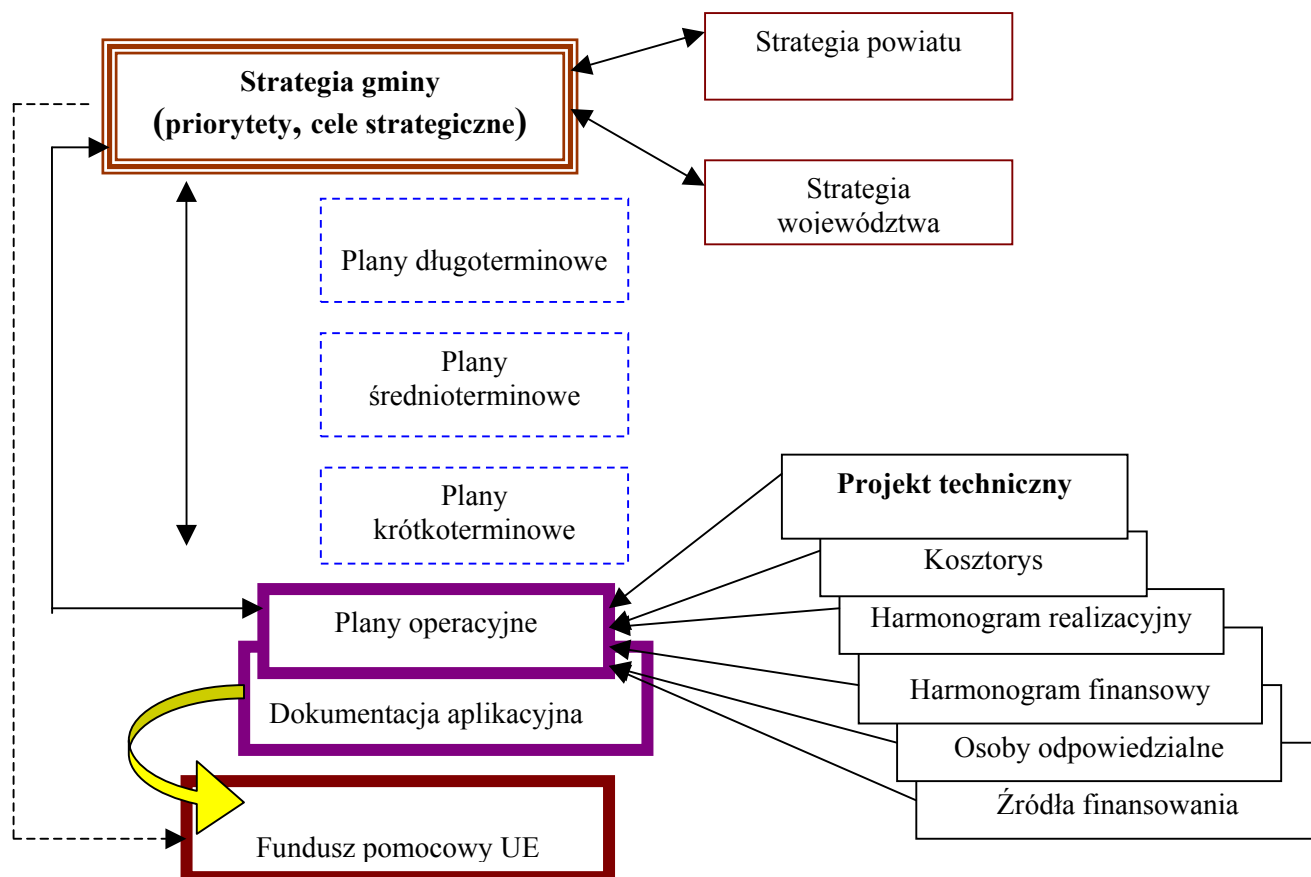 Strategia gminy
(priorytety, cele strategiczne)
Strategia powiatu
Strategia
województwa
Plany długoterminowe
Plany
średnioterminowe
Plany
krótkoterminowe
Plany operacyjne
Dokumentacja aplikacyjna
Fundusz pomocowy UE
Projekt techniczny
Kosztorys
Harmonogram realizacyjny
Harmonogram finansowy
Osoby odpowiedzialne
Źródła finansowania